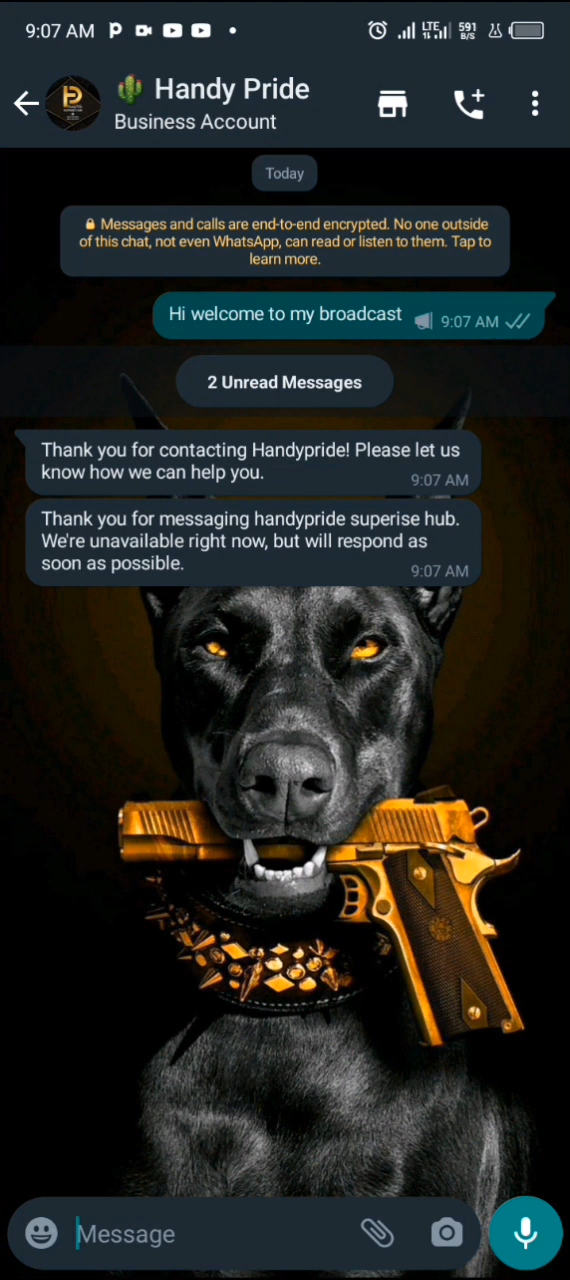 9:07 AM
LTE
591
B/S
🌵 Handy Pride
Business Account
Today
🔒 Messages and calls are end-to-end encrypted. No one outside
of this chat, not even WhatsApp, can read or listen to them. Tap to
learn more.
Hi welcome to my broadcast
9:07 AM
2 Unread Messages
Thank you for contacting Handypride! Please let us
know how we can help you.
9:07 AM
Thank you for messaging handypride superise hub.
We're unavailable right now, but will respond as
soon as possible.
9:07 AM
Message